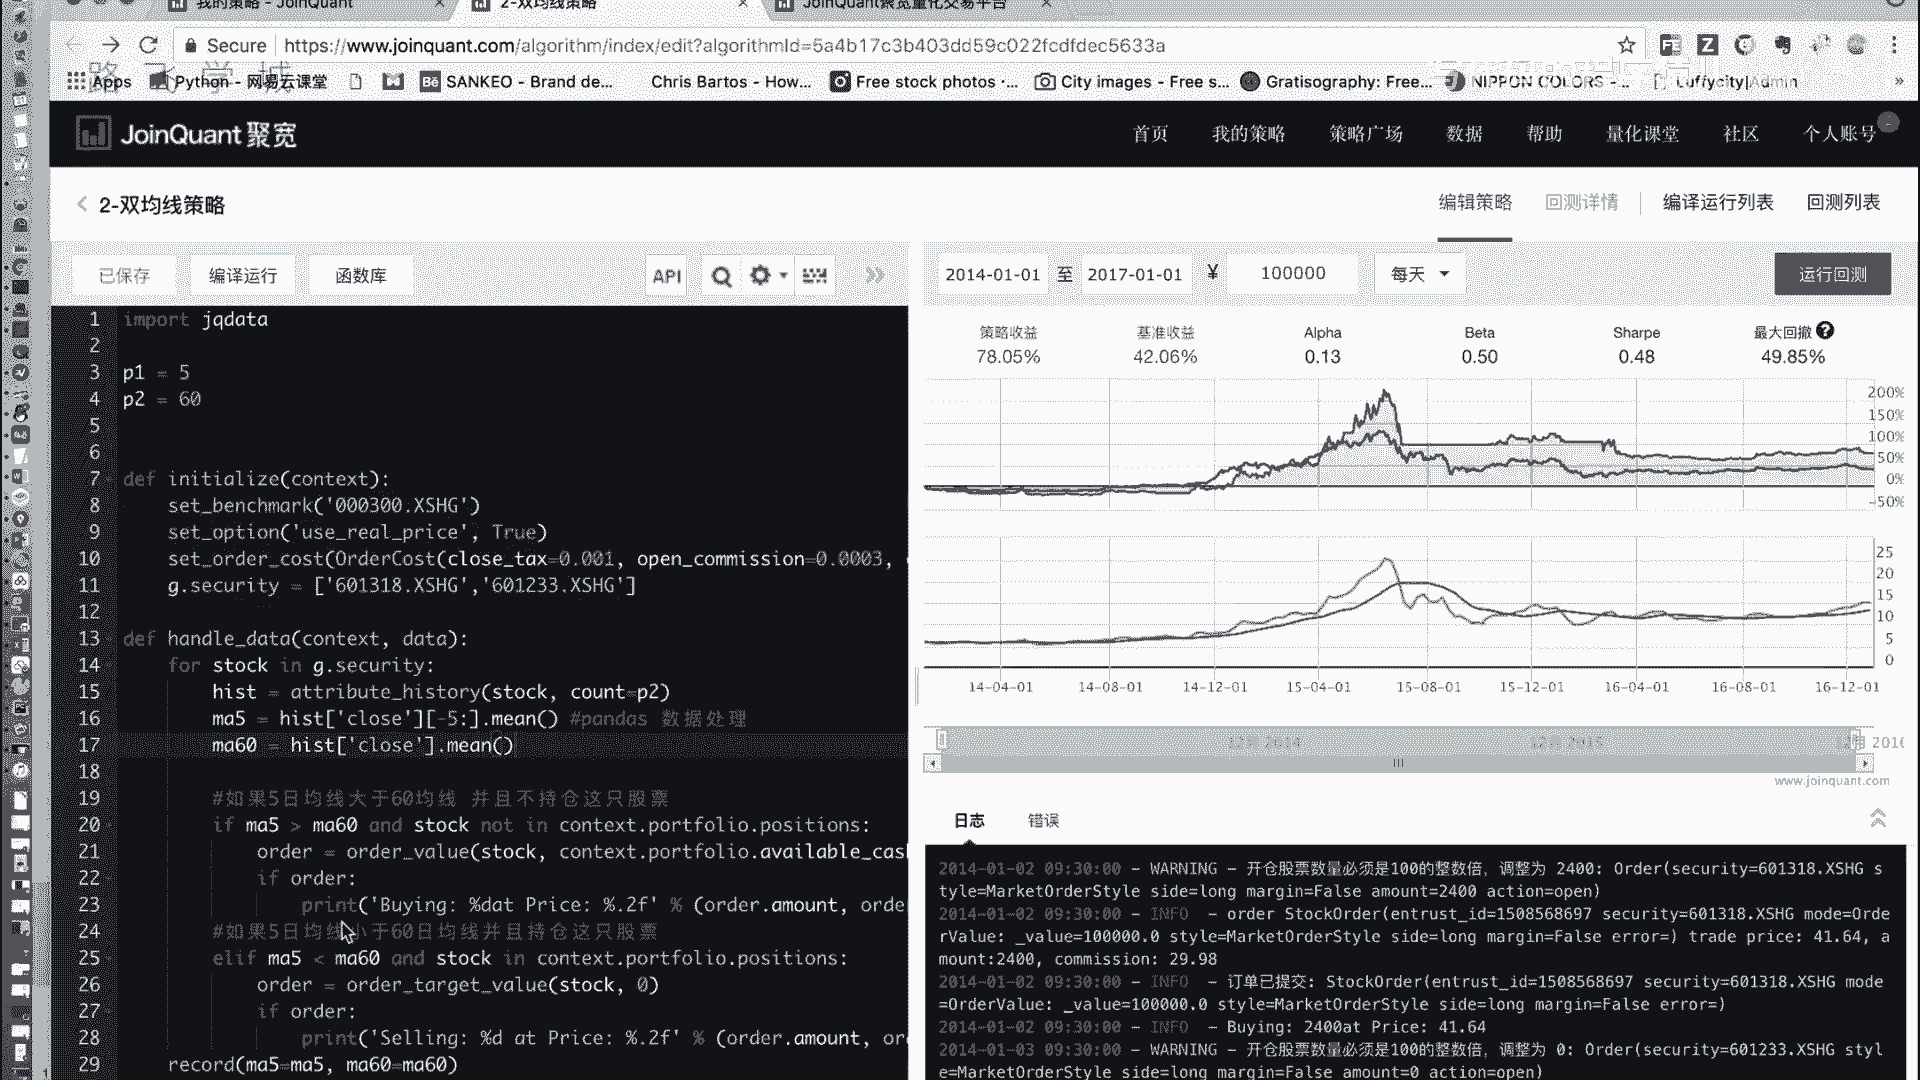 我的策略 - JoinQuant
2-双均线策略
JoinQuant聚宽量化交易平台
Secure
https://www.joinquant.com/algorithm/index/edit?algorithmId=5a4b17c3b403dd59c022fcdfdec5633a
Apps
Python - 网易云课堂
SANKEO - Brand de...
Chris Bartos - How...
Free stock photos ·...
City images - Free s...
Gratisography: Free...
NIPPON COLORS -...
Luffycity|Admin
»
JoinQuant 聚宽
首页 我的策略 策略广场 数据 帮助 量化课堂 社区 个人账号
2-双均线策略
编辑策略 回测详情 编译运行列表 回测列表
已保存 编译运行 函数库 API
2014-01-01 至 2017-01-01 ¥ 100000 每天 运行回测
1 import jqdata
2
3 p1 = 5
4 p2 = 60
5
6
7 def initialize(context):
8 set_benchmark('000300.XSHG')
9 set_option('use_real_price', True)
10 set_order_cost(OrderCost(close_tax=0.001, open_commission=0.0003,
11 g.security = ['601318.XSHG','601233.XSHG']
12
13 def handle_data(context, data):
14 for stock in g.security:
15 hist = attribute_history(stock, count=p2)
16 ma5 = hist['close'][-5:].mean() #pandas 数据处理
17 ma60 = hist['close'].mean()
18
19 #如果5日均线大于60均线 并且不持仓这只股票
20 if ma5 > ma60 and stock not in context.portfolio.positions:
21 order = order_value(stock, context.portfolio.available_cas
22 if order:
23 print('Buying: %dat Price: %.2f' % (order.amount, orde
24 #如果5日均线小于60日均线并且持仓这只股票
25 elif ma5 < ma60 and stock in context.portfolio.positions:
26 order = order_target_value(stock, 0)
27 if order:
28 print('Selling: %d at Price: %.2f' % (order.amount, or
29 record(ma5=ma5, ma60=ma60)
策略收益 基准收益 Alpha Beta Sharpe 最大回撤
78.05% 42.06% 0.13 0.50 0.48 49.85%
200%
150%
100%
50%
0%
-50%
25
20
15
10
5
0
14-04-01 14-08-01 14-12-01 15-04-01 15-08-01 15-12-01 16-04-01 16-08-01 16-12-01
12月 2014 12月 2015 12月 2016
www.joinquant.com
日志 错误
2014-01-02 09:30:00 - WARNING - 开仓股票数量必须是100的整数倍，调整为 2400: Order(security=601318.XSHG s
tyle=MarketOrderStyle side=long margin=False amount=2400 action=open)
2014-01-02 09:30:00 - INFO - order StockOrder(entrust_id=1508568697 security=601318.XSHG mode=Orde
rValue: _value=100000.0 style=MarketOrderStyle side=long margin=False error=) trade price: 41.64, a
mount:2400, commission: 29.98
2014-01-02 09:30:00 - INFO - 订单已提交: StockOrder(entrust_id=1508568697 security=601318.XSHG mode
=OrderValue: _value=100000.0 style=MarketOrderStyle side=long margin=False error=)
2014-01-02 09:30:00 - INFO - Buying: 2400at Price: 41.64
2014-01-03 09:30:00 - WARNING - 开仓股票数量必须是100的整数倍，调整为 0: Order(security=601233.XSHG styl
e=MarketOrderStyle side=long margin=False amount=0 action=open)